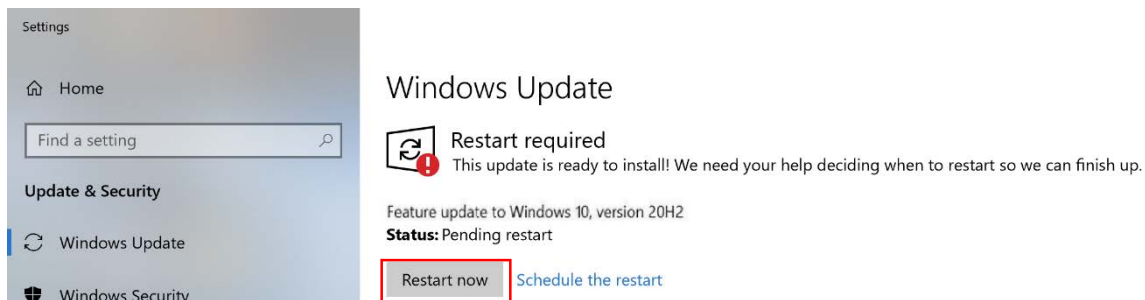 Settings
Home
Find a setting
Update & Security
Windows Update
Windows Security
Windows Update
Restart required
This update is ready to install! We need your help deciding when to restart so we can finish up.
Feature update to Windows 10, version 20H2
Status: Pending restart
Restart now Schedule the restart